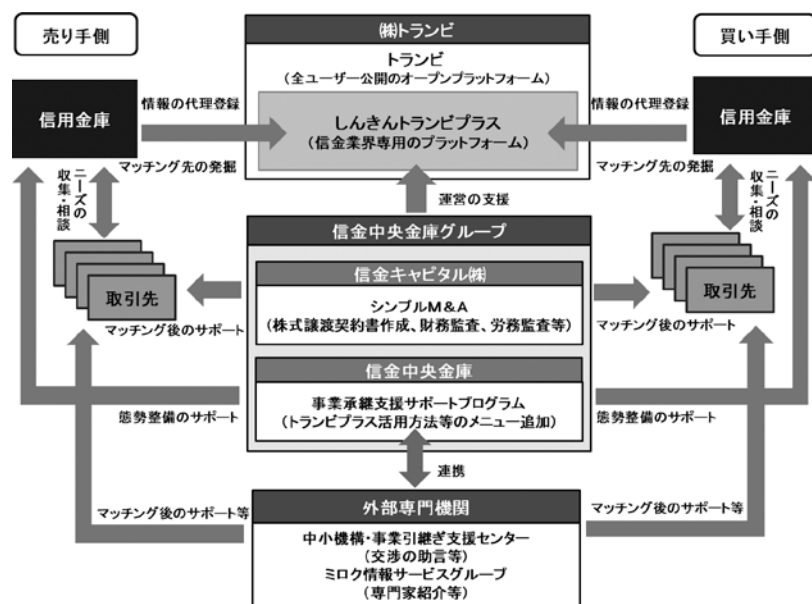 売り手側
㈱トランビ
買い手側
トランビ
(全ユーザー公開のオープンプラットフォーム)
信用金庫
情報の代理登録
しんきんトランビプラス
(信金業界専用のプラットフォーム)
情報の代理登録
信用金庫
マッチング先の発掘
マッチング先の発掘
ニーズの
収集・相談
運営の支援
ニーズの
収集・相談
信金中央金庫グループ
取引先
信金キャピタル㈱
シンプルM&A
(株式譲渡契約書作成、財務監査、労務監査等)
取引先
マッチング後のサポート
マッチング後のサポート
信金中央金庫
事業承継支援サポートプログラム
(トランビプラス活用方法等のメニュー追加)
態勢整備のサポート
態勢整備のサポート
連携
外部専門機関
マッチング後のサポート等
マッチング後のサポート等
中小機構・事業引継ぎ支援センター
(交渉の助言等)
ミロク情報サービスグループ
(専門家紹介等)